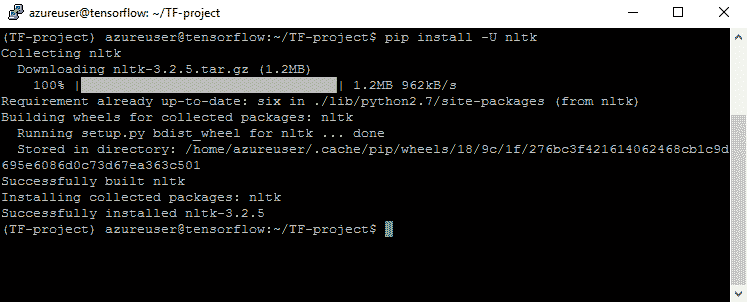 azureuser@tensorflow: ~/TF-project
(TF-project) azureuser@tensorflow:~/TF-project$ pip install -U nltk
Collecting nltk
  Downloading nltk-3.2.5.tar.gz (1.2MB)
    100% |████████████████████████████████| 1.2MB 962kB/s
Requirement already up-to-date: six in ./lib/python2.7/site-packages (from nltk)
Building wheels for collected packages: nltk
  Running setup.py bdist_wheel for nltk ... done
  Stored in directory: /home/azureuser/.cache/pip/wheels/18/9c/1f/276bc3f421614062468cb1c9d
695e6086d0c73d67ea363c501
Successfully built nltk
Installing collected packages: nltk
Successfully installed nltk-3.2.5
(TF-project) azureuser@tensorflow:~/TF-project$